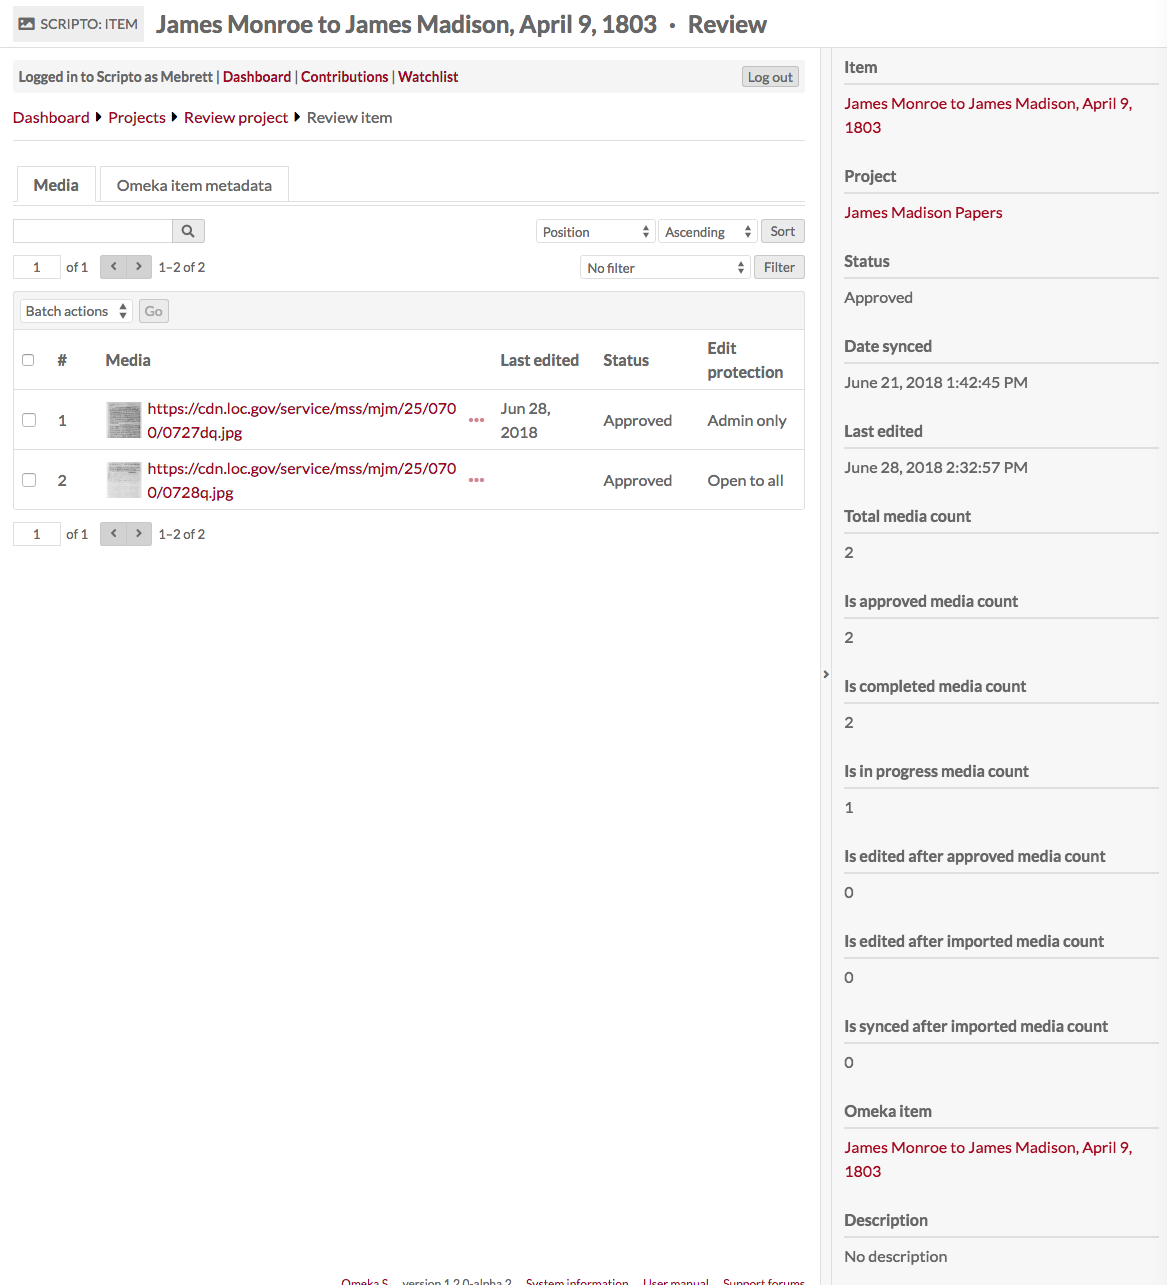 SCRIPTO: ITEM James Monroe to James Madison, April 9, 1803 · Review
Logged in to Scripto as Mebrett | Dashboard | Contributions | Watchlist
Log out
Dashboard Projects Review project Review item
Media Omeka item metadata
Position Ascending Sort
1 of 1 1–2 of 2
No filter Filter
Batch actions Go
# Media Last edited Status Edit protection
1 https://cdn.loc.gov/service/mss/mjm/25/070
0/0727dq.jpg
Jun 28,
2018
Approved Admin only
2 https://cdn.loc.gov/service/mss/mjm/25/070
0/0728q.jpg
Approved Open to all
1 of 1 1–2 of 2
Item
James Monroe to James Madison, April 9,
1803
Project
James Madison Papers
Status
Approved
Date synced
June 21, 2018 1:42:45 PM
Last edited
June 28, 2018 2:32:57 PM
Total media count
2
Is approved media count
2
Is completed media count
2
Is in progress media count
1
Is edited after approved media count
0
Is edited after imported media count
0
Is synced after imported media count
0
Omeka item
James Monroe to James Madison, April 9,
1803
Description
No description
Omeka S version 1.2.0-alpha.2 System information User manual Support forums